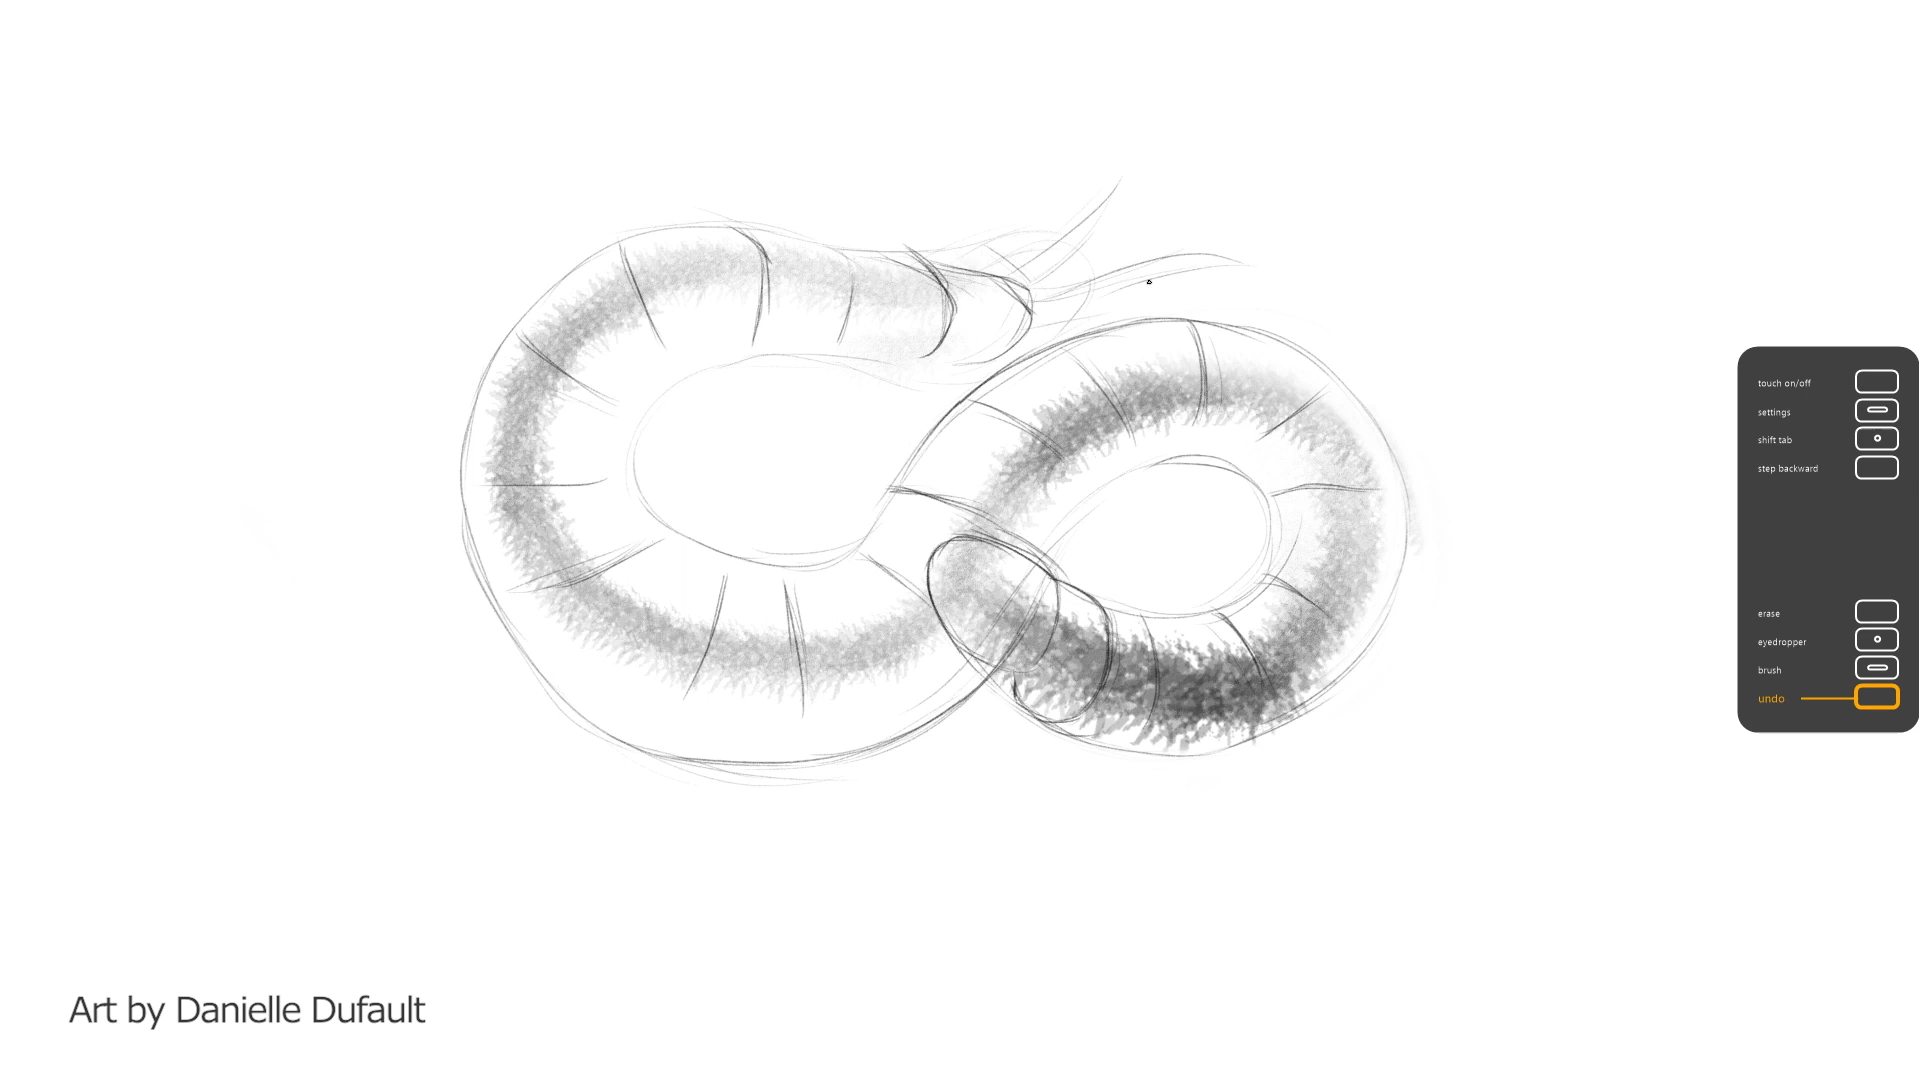 touch on/off
settings
shift tab
step backward
erase
eyedropper
brush
undo
Art by Danielle Dufault